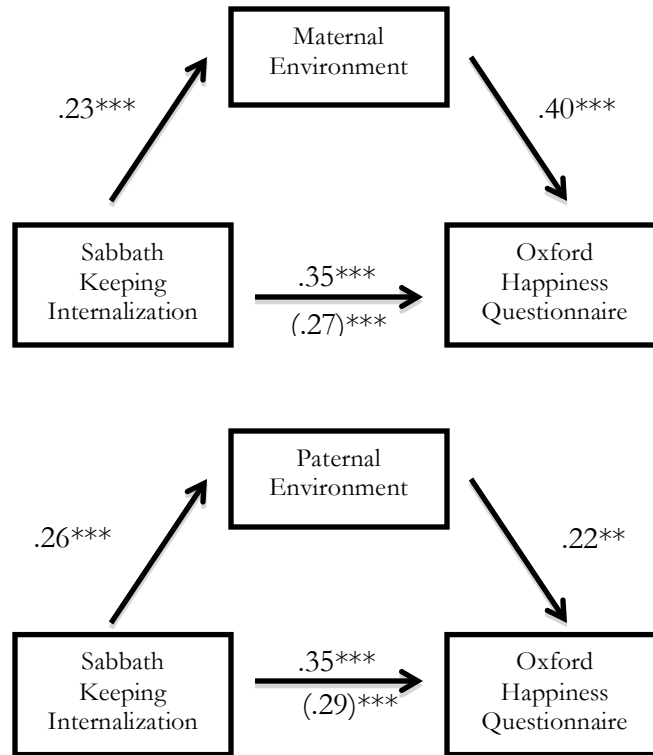 Maternal
Environment
.23***
.40***
Sabbath
Keeping
Internalization
.35***
(.27)***
Oxford
Happiness
Questionnaire
Paternal
Environment
.26***
.22**
Sabbath
Keeping
Internalization
.35***
(.29)***
Oxford
Happiness
Questionnaire